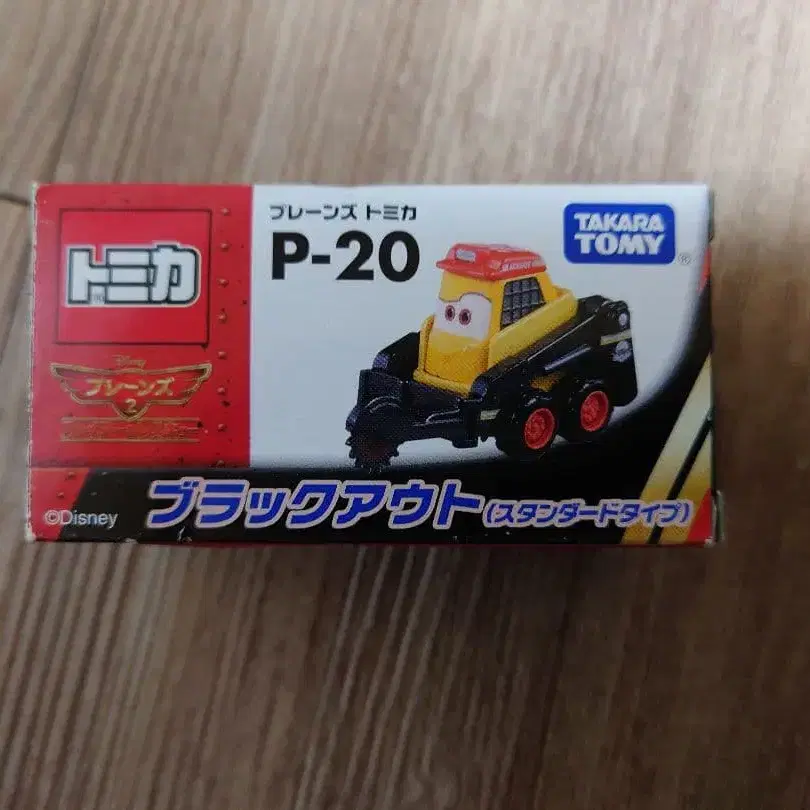 トミカ
Disney
プレーンズ
2
プレーンズ トミカ
P-20
TAKARA
TOMY
®
©Disney
ブラックアウト(スタンダードタイプ)